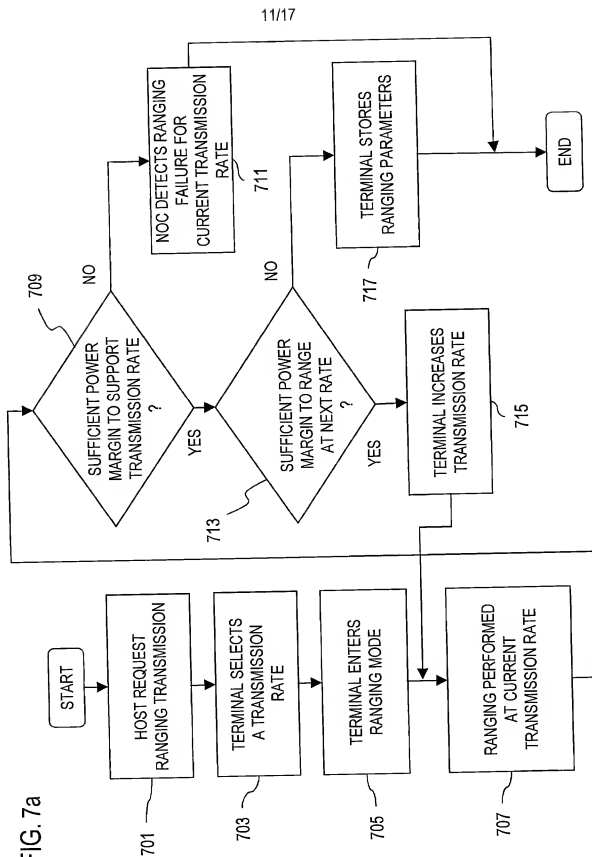 11/17
FIG. 7a
START
HOST REQUEST
RANGING TRANSMISSION
701
TERMINAL SELECTS
A TRANSMISSION
RATE
703
TERMINAL ENTERS
RANGING MODE
705
RANGING PERFORMED
AT CURRENT
TRANSMISSION RATE
707
709
SUFFICIENT POWER
MARGIN TO SUPPORT
TRANSMISSION RATE
?
NO
YES
NOC DETECTS RANGING
FAILURE FOR
CURRENT TRANSMISSION
RATE
711
713
SUFFICIENT POWER
MARGIN TO RANGE
AT NEXT RATE
?
NO
YES
TERMINAL INCREASES
TRANSMISSION RATE
715
TERMINAL STORES
RANGING PARAMETERS
717
END